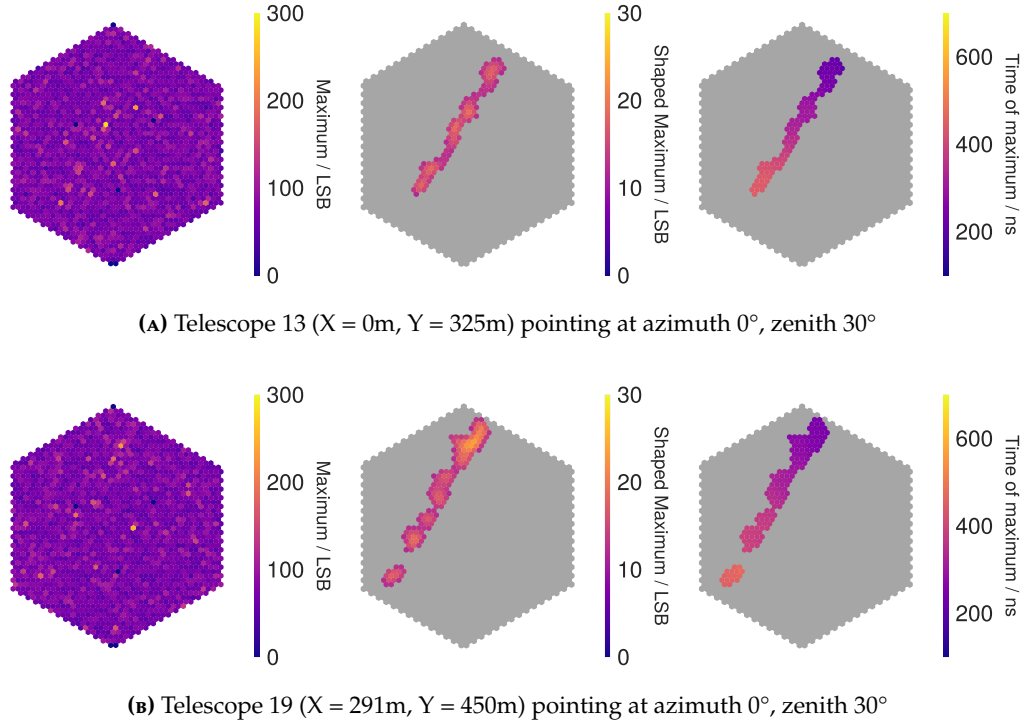 300
200
100
0
Maximum / LSB
30
20
10
0
Shaped Maximum / LSB
600
400
200
Time of maximum / ns
(A) Telescope 13 (X = 0m, Y = 325m) pointing at azimuth 0°, zenith 30°
300
200
100
0
Maximum / LSB
30
20
10
0
Shaped Maximum / LSB
600
400
200
Time of maximum / ns
(B) Telescope 19 (X = 291m, Y = 450m) pointing at azimuth 0°, zenith 30°